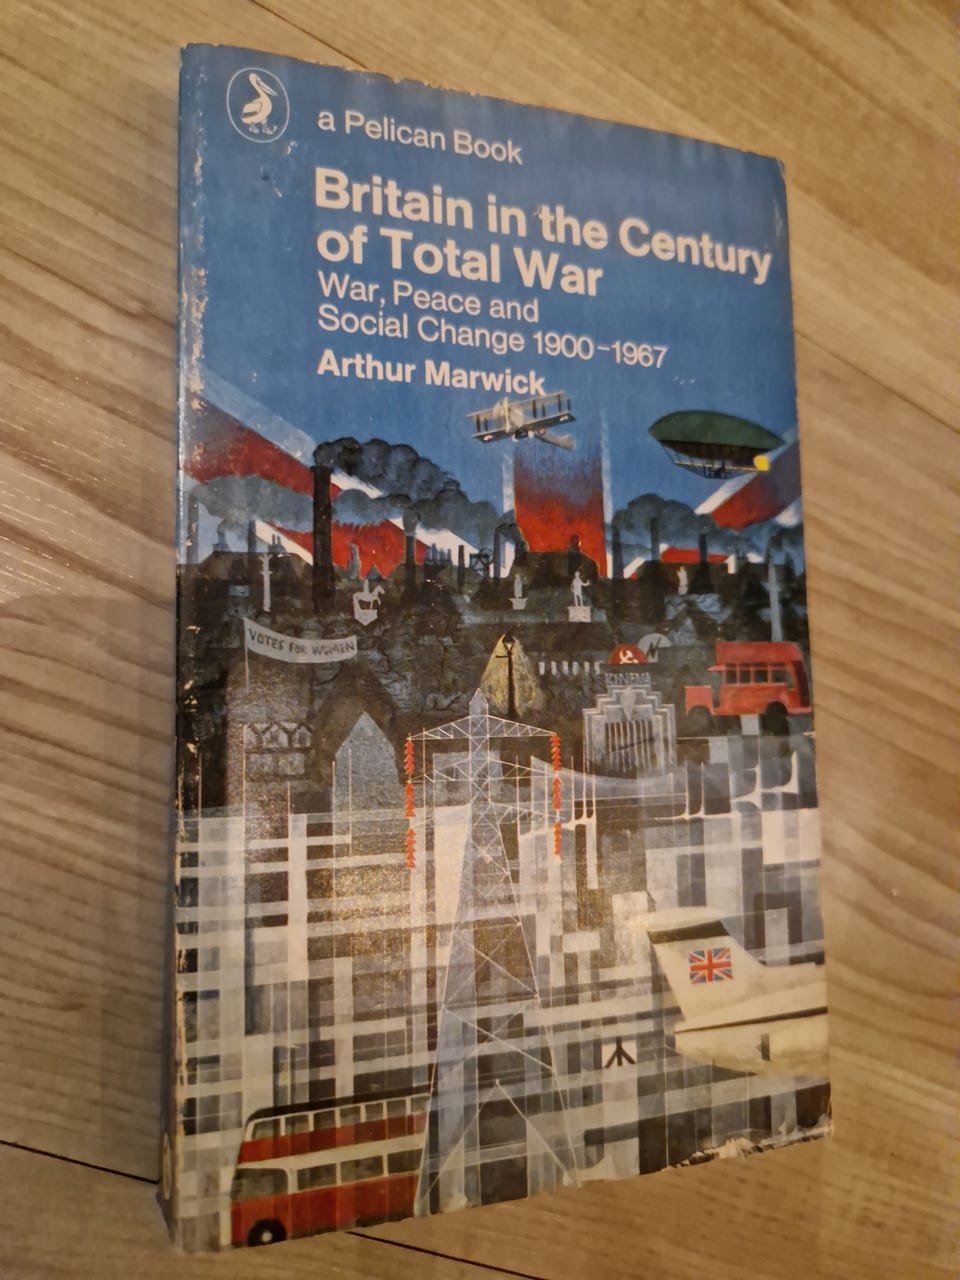 a Pelican Book
Britain in the Century
of Total War
War, Peace and
Social Change 1900-1967
Arthur Marwick
VOTES FOR WOMEN
KINEMA